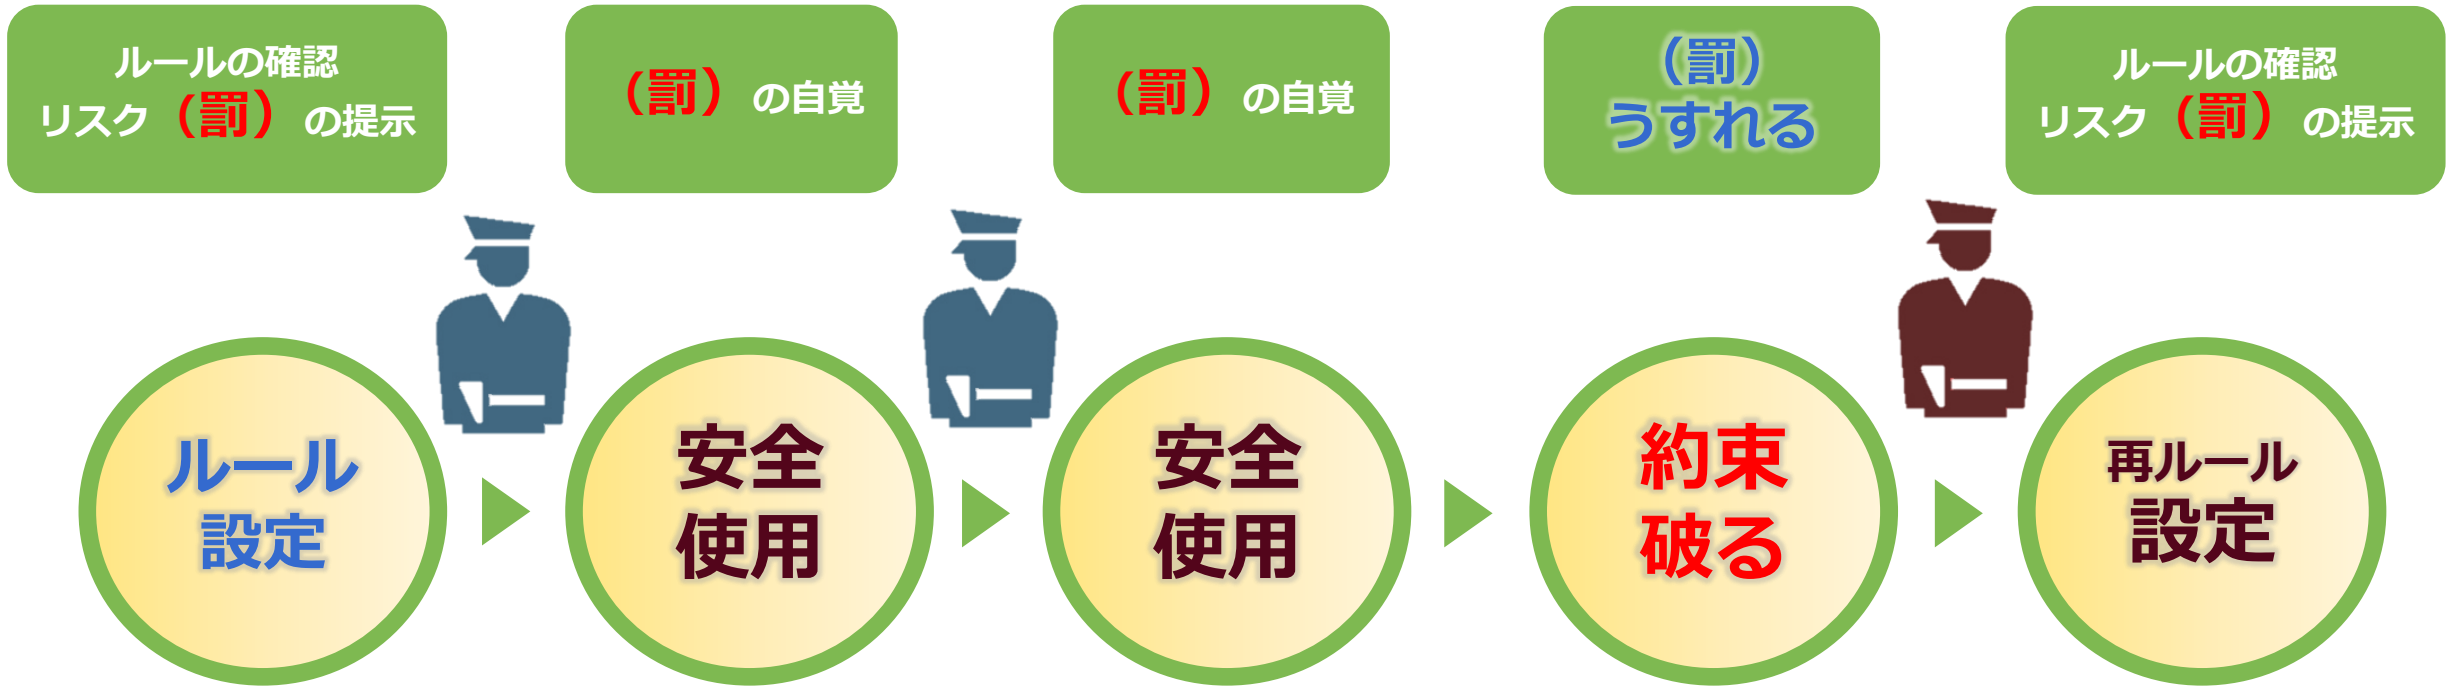 ルールの確認
リスク（罰）の提示
（罰）の自覚
（罰）の自覚
（罰）
うすれる
ルールの確認
リスク（罰）の提示
ルール
設定
安全
使用
安全
使用
約束
破る
再ルール
設定